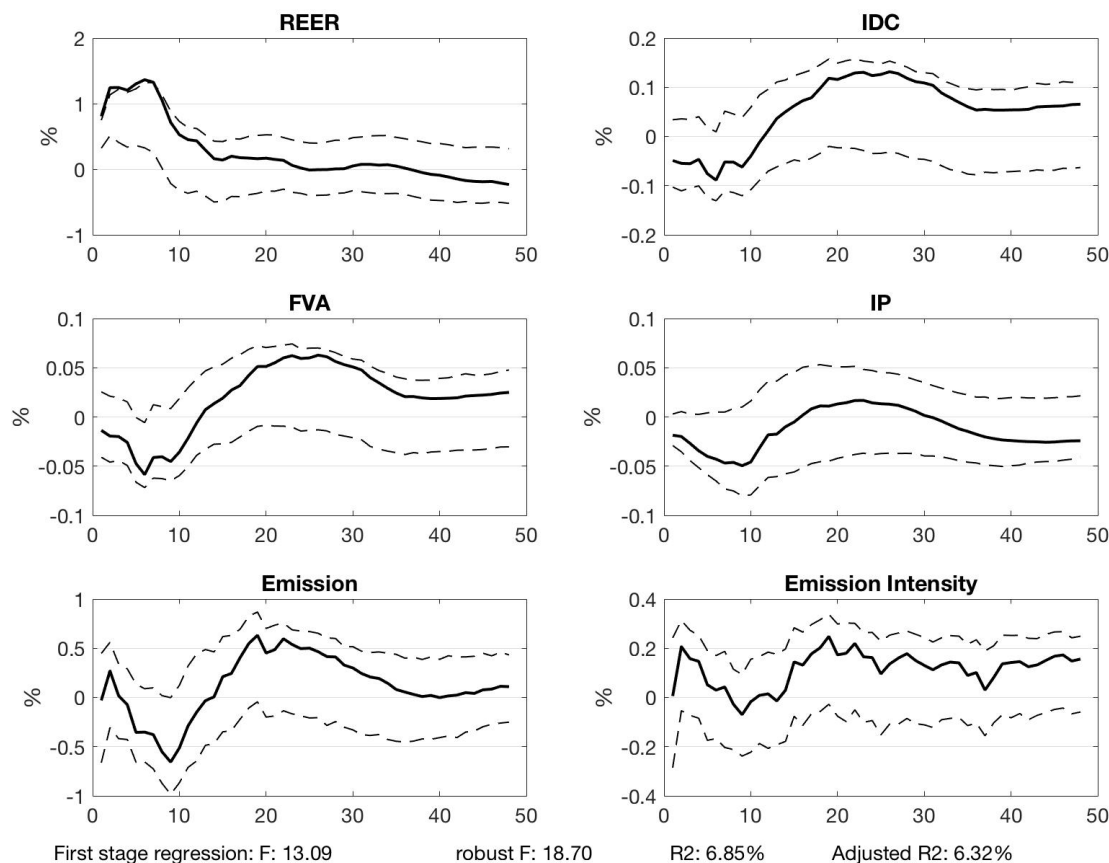 REER IDC
2 0.2
1 0.1
% %
0 0
-0.1
-1 -0.2
0 10 20 30 40 50 0 10 20 30 40 50
FVA IP
0.1 0.1
0.05 0.05
% %
0 0
-0.05 -0.05
-0.1 -0.1
0 10 20 30 40 50 0 10 20 30 40 50
Emission Emission Intensity
1 0.4
0.5 0.2
% %
0 0
-0.5 -0.2
-1 -0.4
0 10 20 30 40 50 0 10 20 30 40 50
First stage regression: F: 13.09 robust F: 18.70 R2: 6.85% Adjusted R2: 6.32%